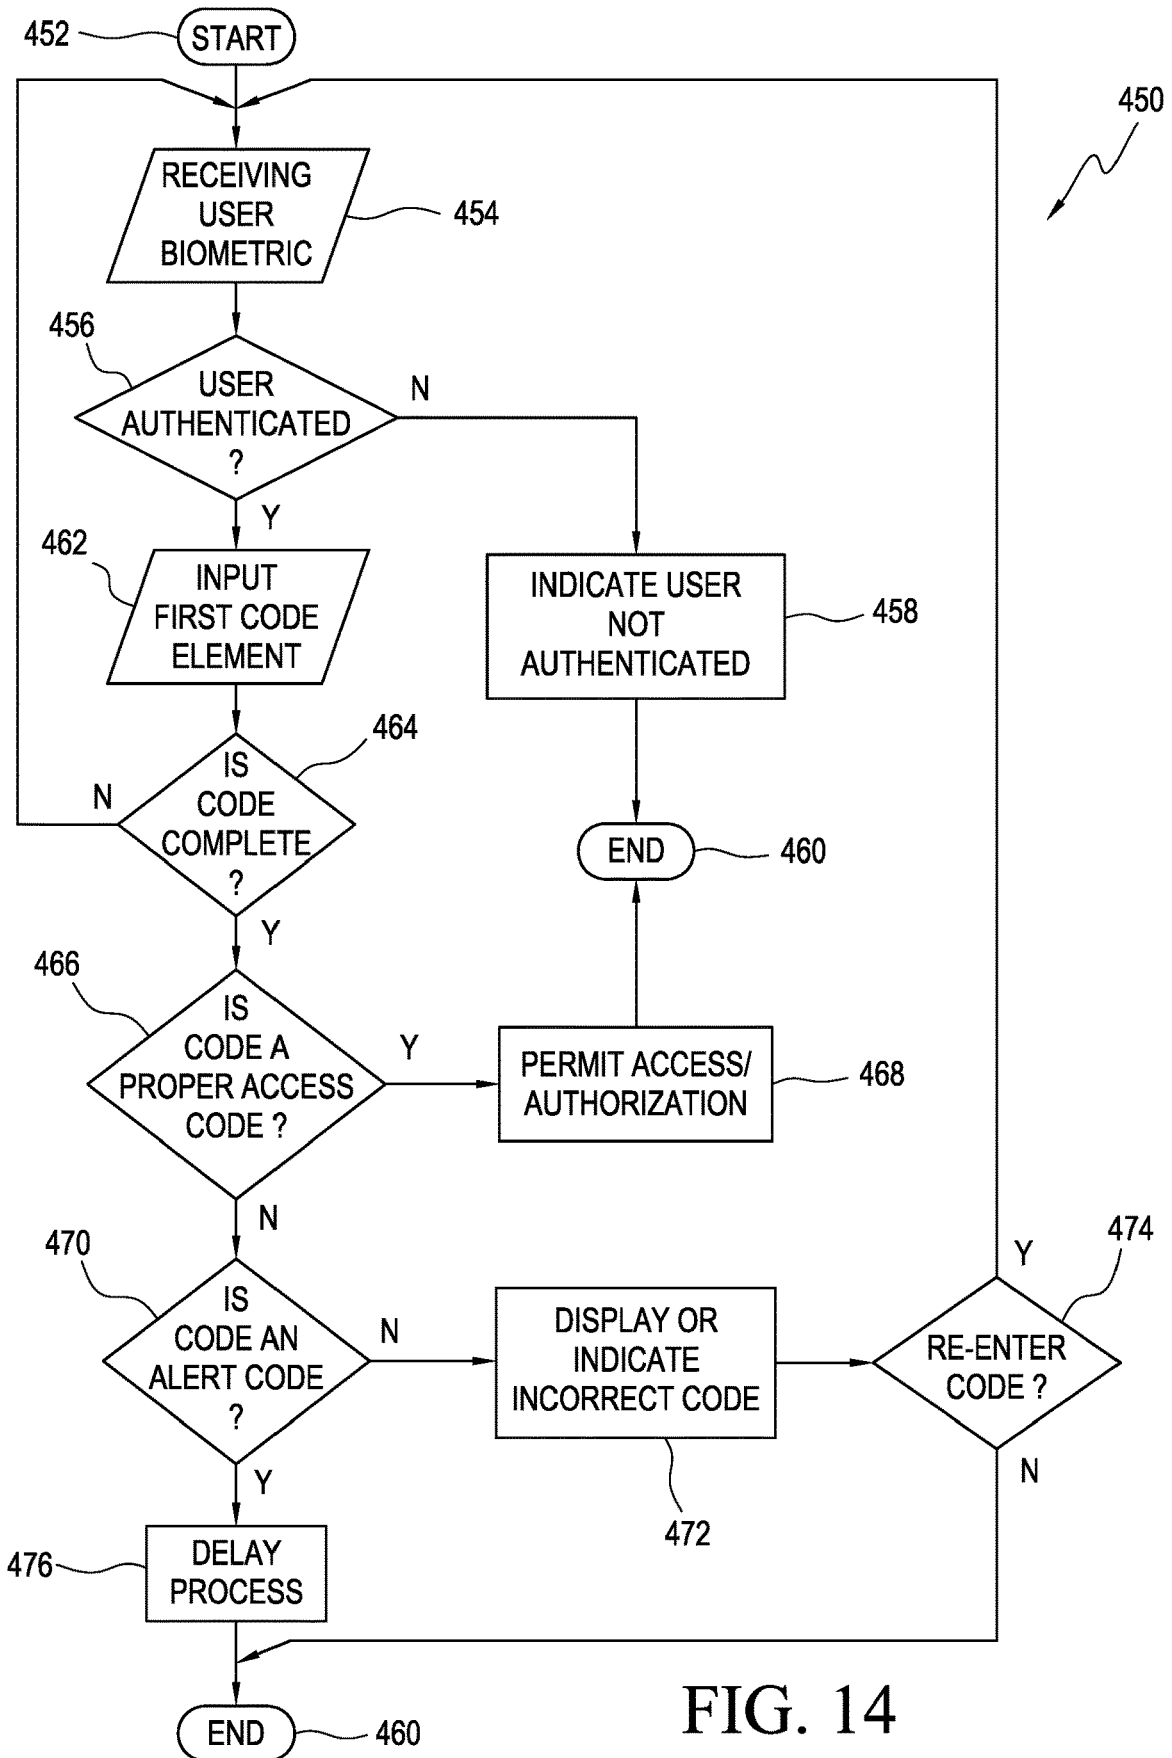 452
START
450
RECEIVING
USER
BIOMETRIC
454
456
USER
AUTHENTICATED
?
N
Y
462
INPUT
FIRST CODE
ELEMENT
INDICATE USER
NOT
AUTHENTICATED
458
464
IS
CODE
COMPLETE
?
N
Y
END
460
466
IS
CODE A
PROPER ACCESS
CODE ?
Y
N
PERMIT ACCESS/
AUTHORIZATION
468
470
IS
CODE AN
ALERT CODE
?
N
Y
DISPLAY OR
INDICATE
INCORRECT CODE
472
474
Y
RE-ENTER
CODE ?
N
476
DELAY
PROCESS
END
460
FIG. 14